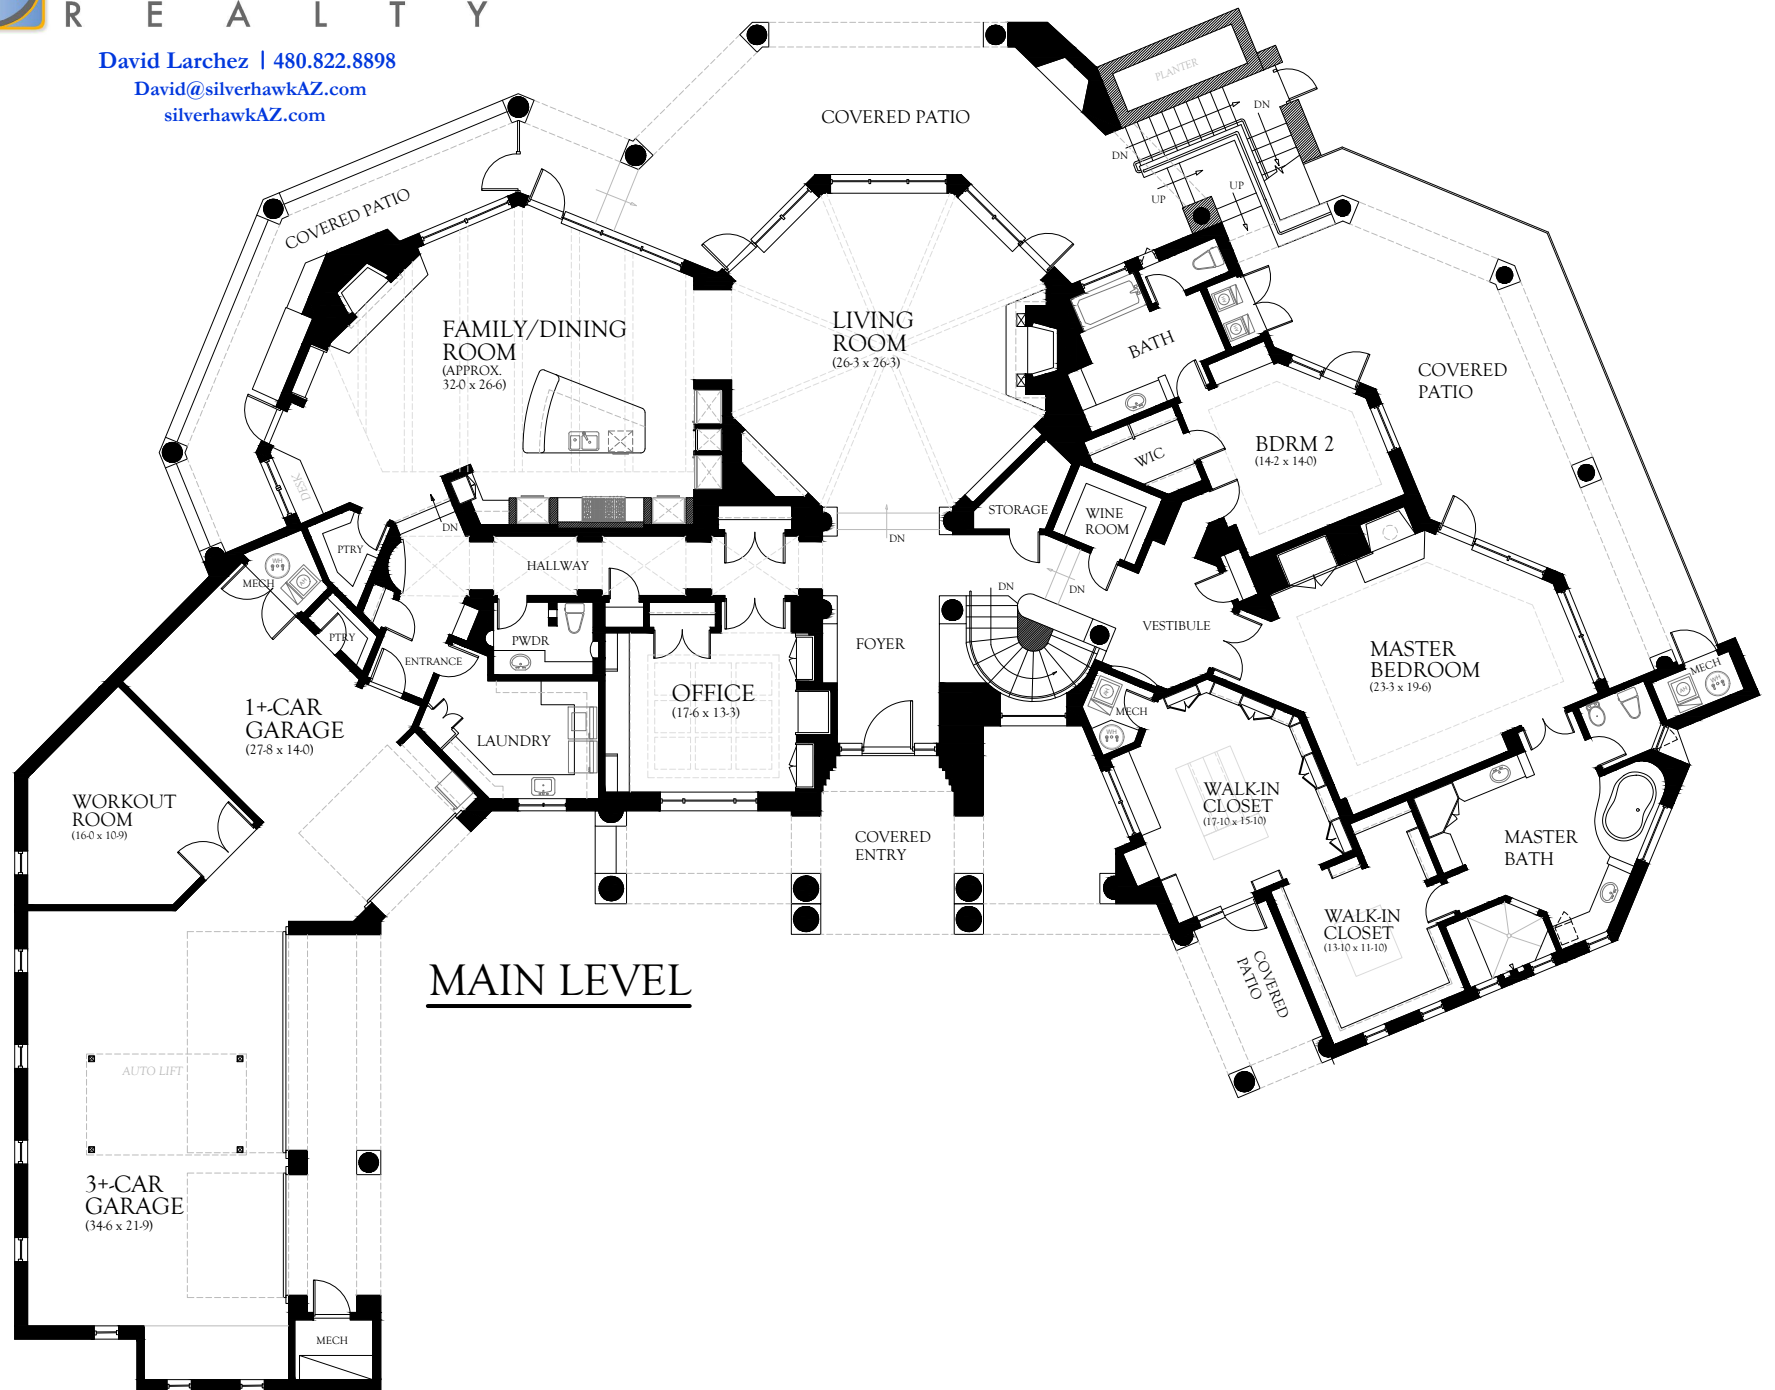 R E A L T Y
David Larchez | 480.822.8898
David@silverhawkAZ.com
silverhawkAZ.com
PLANTER
DN
DN
UP
UP
COVERED PATIO
COVERED PATIO
FAMILY/DINING
ROOM
(APPROX.
32-0 x 26-6)
LIVING
ROOM
(26-3 x 26-3)
BATH
COVERED
PATIO
BDRM 2
(14-2 x 14-0)
WIC
DESK
STORAGE
WINE
ROOM
DN
DN
PTRY
HALLWAY
MECH
WH
AH
DN
DN
PTRY
PWDR
ENTRANCE
FOYER
VESTIBULE
MASTER
BEDROOM
(23-3 x 19-6)
MECH
WH
AH
OFFICE
(17-6 x 13-3)
1+-CAR
GARAGE
(27-8 x 14-0)
LAUNDRY
MECH
WH
AH
WORKOUT
ROOM
(16-0 x 10-9)
WALK-IN
CLOSET
(17-10 x 15-10)
COVERED
ENTRY
MASTER
BATH
WALK-IN
CLOSET
(13-10 x 11-10)
COVERED
PATIO
MAIN LEVEL
AUTO LIFT
3+-CAR
GARAGE
(34-6 x 21-9)
MECH